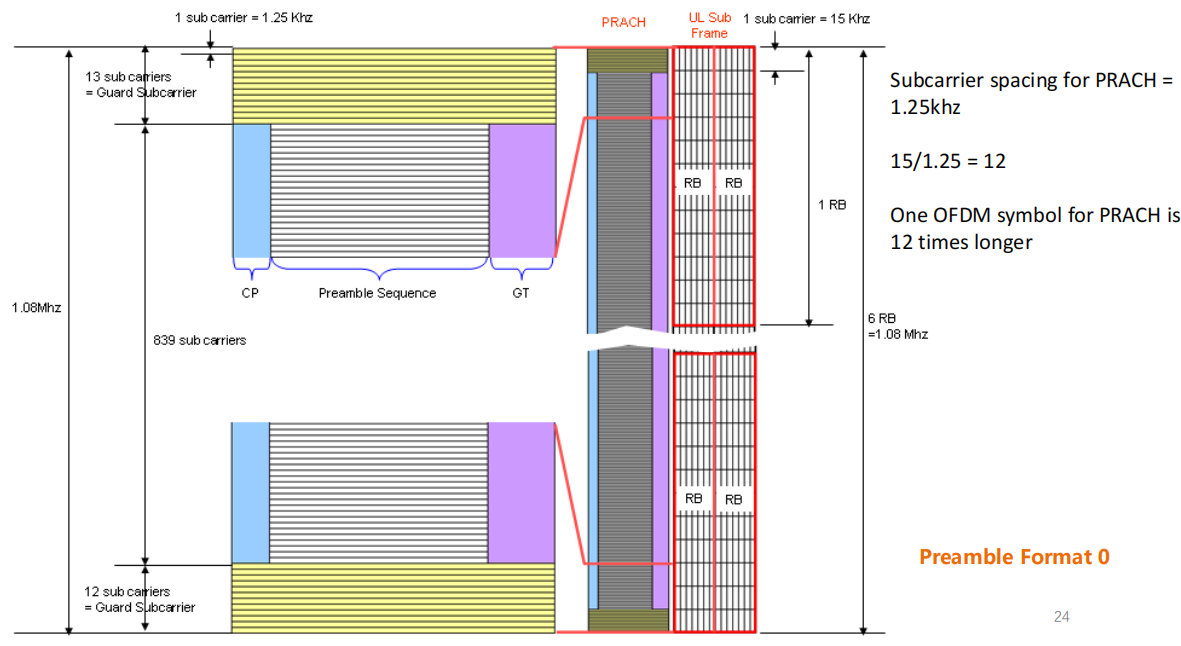 1 sub carrier = 1.25 Khz
PRACH
UL Sub
Frame
1 sub carrier = 15 Khz
13 sub carriers
= Guard Subcarrier
Subcarrier spacing for PRACH =
1.25khz
15/1.25 = 12
One OFDM symbol for PRACH is
12 times longer
RB
RB
1 RB
CP
Preamble Sequence
GT
1.08Mhz
6 RB
=1.08 Mhz
839 sub carriers
RB
RB
Preamble Format 0
12 sub carriers
= Guard Subcarrier
24